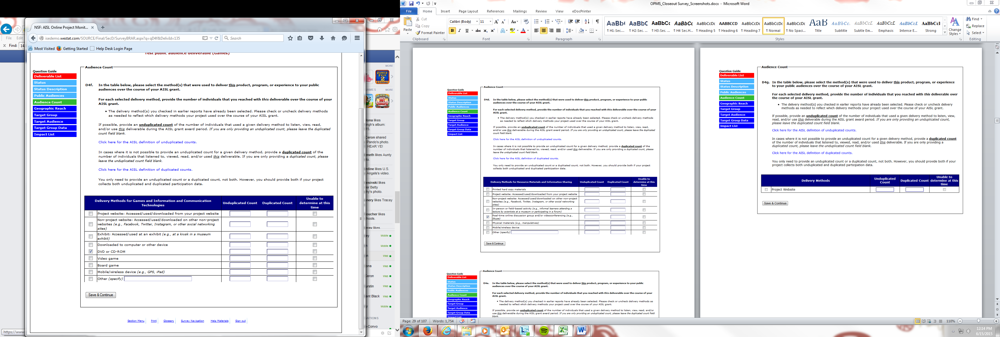 NSF: AISL Online Project Monit...
isedemo.westat.com/SOURCE/Final/SecD/SurveyBRAR.aspx?q=qD4f&DelivId=135
Search
File Edit
Find: 14
Most Visited Getting Started Help Desk Login Page
Test public audience deliverable (Games)
Question Guide
Deliverable List
Status
Status Description
Public Audiences
Audience Count
Geographic Reach
Target Group
Target Audience
Target Group Data
Impact List
Audience Count
D4f. In the table below, please select the method(s) that were used to deliver this product, program, or experience to your public
audiences over the course of your AISL grant.
For each selected delivery method, provide the number of individuals that you reached with this deliverable over the course of your
AISL grant.
• The delivery method(s) you checked in earlier reports have already been selected. Please check or uncheck delivery methods
as needed to reflect which delivery methods your project used over the course of your AISL grant.
If possible, provide an unduplicated count of the number of individuals that used a given delivery method to listen, view, read,
and/or use this deliverable during the AISL grant award period. If you are only providing an unduplicated count, please leave the duplicated
count field blank.
Click here for the AISL definition of unduplicated counts.
In cases where it is not possible to provide an unduplicated count for a given delivery method, provide a duplicated count of the
number of individuals that listened to, viewed, read, and/or used this deliverable. If you are only providing a duplicated count, please
leave the unduplicated count field blank.
Click here for the AISL definition of duplicated counts.
You only need to provide an unduplicated count or a duplicated count, not both. However, you should provide both if your project
collects both unduplicated and duplicated participation data.
Delivery Methods for Games and Information and Communication
Technologies
Unduplicated Count
Duplicated Count
Unable to
determine at this
time
Project website: Accessed/used/downloaded from your project website
Non-project website: Accessed/used/downloaded on other non-project
websites (e.g., Facebook, Twitter, Instagram, or other social networking
sites)
Exhibit: Accessed/used at an exhibit (e.g., at a kiosk in a museum
exhibit)
Downloaded to computer or other device
DVD or CD-ROM
Video game
Board game
Mobile/wireless device (e.g., GPS, iPad)
Other (specify)
Save & Continue
Section Menu Print Glossary Survey Navigation Help Materials Sign out
https://www
MORE
FAMILY
FEUD
2
& friends!
GAMES MORE
HOT
lona likes
ngh's album:
15.
Ceron shared
Pando's photo.
HEAR YE!
meth likes Aunty
to.
rdine likes U.S.
Angels's video.
esinski likes
er Betty
hy's photo.
nery likes Tracey
oucher likes
hools.
rray likes
ey Mobile
n Mobile
in Web
ona Web
Ceron Web
urstin Web
ent Black Web
y Mobile
SATIONS
-Convo
OPMS_Closeout Survey_Screenshots.docx - Microsoft Word
File Home Insert Page Layout References Mailings Review View eDocPrinter
Paste
Cut
Copy
Format Painter
Clipboard
Calibri (Body) 11
Font
Paragraph
AaBb( AaBbC AaBbCc AaBbCc AaBbCcDc AABBCCD AaBbCcDc AaBbCcDc AaBbCcDc AaB AaBbCc. AaBbCcL AaBbCcL AaBbCcL AaBbCcl
¶ H1-Sec.... ¶ H2-Sec. ... ¶ H3-Sec. ... ¶ H4 Sec.H... ¶ Heading 5 ¶ Heading 6 ¶ Heading 7 ¶ Normal ¶ No Spaci... Title Subtitle Subtle Em... Emphasis Intense E... Strong
Styles
Change
Styles
Find
Replace
Select
Editing
Question Guide
Deliverable List
Status
Status Description
Public Audiences
Audience Count
Geographic Reach
Target Group
Target Audience
Target Group Data
Impact List
Audience Count
D4d. In the table below, please select the method(s) that were used to deliver this product, program, or experience to your public
audiences over the course of your AISL grant.
For each selected delivery method, provide the number of individuals that you reached with this deliverable over the course of your
AISL grant.
• The delivery method(s) you checked in earlier reports have already been selected. Please check or uncheck delivery methods
as needed to reflect which delivery methods your project used over the course of your AISL grant.
If possible, provide an unduplicated count of the number of individuals that used a given delivery method to listen, view, read,
and/or use this deliverable during the AISL grant award period. If you are only providing an unduplicated count, please leave the duplicated
count field blank.
Click here for the AISL definition of unduplicated counts.
In cases where it is not possible to provide an unduplicated count for a given delivery method, provide a duplicated count of the
number of individuals that listened to, viewed, read, and/or used this deliverable. If you are only providing a duplicated count, please
leave the unduplicated count field blank.
Click here for the AISL definition of duplicated counts.
You only need to provide an unduplicated count or a duplicated count, not both. However, you should provide both if your project
collects both unduplicated and duplicated participation data.
Delivery Methods for Resource Materials and Information Sharing
Unduplicated Count
Duplicated Count
Unable to
determine at this
time
Printed hard copy materials
Project website: Accessed/used/downloaded from your project website
Non-project website: Accessed/used/downloaded on other non-project
websites (e.g., Facebook, Twitter, Instagram, or other social networking
sites)
In-person or field-based activity (e.g., informal learners attending a
lecture by scientists at a museum or participating in a forum)
Real-time online discussion group and/or videoconferencing (e.g.,
Skype)
Physical materials (e.g., manipulatives)
Mobile/wireless device
Other (specify)
Save & Continue
Question Guide
Deliverable List
Status
Status Description
Public Audiences
Audience Count
Geographic Reach
Target Group
Target Audience
Target Group Data
Impact List
Audience Count
D4e. In the table below, please select the method(s) that were used to deliver this product, program, or experience to your public
audiences over the course of your AISL grant.
For each selected delivery method, provide the number of individuals that you reached with this deliverable over the course of your
AISL grant.
• The delivery method(s) you checked in earlier reports have already been selected. Please check or uncheck delivery methods as
needed to reflect which delivery methods your project used over the course of your AISL grant.
If possible, provide an unduplicated count of the number of individuals that used a given delivery method to listen, view, read, and/or
use this deliverable during the AISL grant award period. If you are only providing an unduplicated count, please leave the duplicated count field
blank.
Question Guide
Deliverable List
Status
Status Description
Public Audiences
Audience Count
Geographic Reach
Target Group
Target Audience
Target Group Data
Impact List
Audience Count
D4g. In the table below, please select the method(s) that were used to deliver this product, program, or experience
to your public audiences over the course of your AISL grant.
For each selected delivery method, provide the number of individuals that you reached with this deliverable over
the course of your AISL grant.
• The delivery method(s) you checked in earlier reports have already been selected. Please check or uncheck delivery
methods as needed to reflect which delivery methods your project used over the course of your AISL grant.
If possible, provide an unduplicated count of the number of individuals that used a given delivery method to listen, view,
read, and/or use this deliverable during the AISL grant award period. If you are only providing an unduplicated count,
please leave the duplicated count field blank.
Click here for the AISL definition of unduplicated counts.
In cases where it is not possible to provide an unduplicated count for a given delivery method, provide a duplicated count
of the number of individuals that listened to, viewed, read, and/or used this deliverable. If you are only providing a
duplicated count, please leave the unduplicated count field blank.
Click here for the AISL definition of duplicated counts.
You only need to provide an unduplicated count or a duplicated count, not both. However, you should provide both if your
project collects both unduplicated and duplicated participation data.
Delivery Methods
Unduplicated
Count
Duplicated Count
Unable to
determine at this
time
Project Website
Save & Continue
Page: 29 of 107 Words: 1,754
110%
12:14 PM
6/15/2015